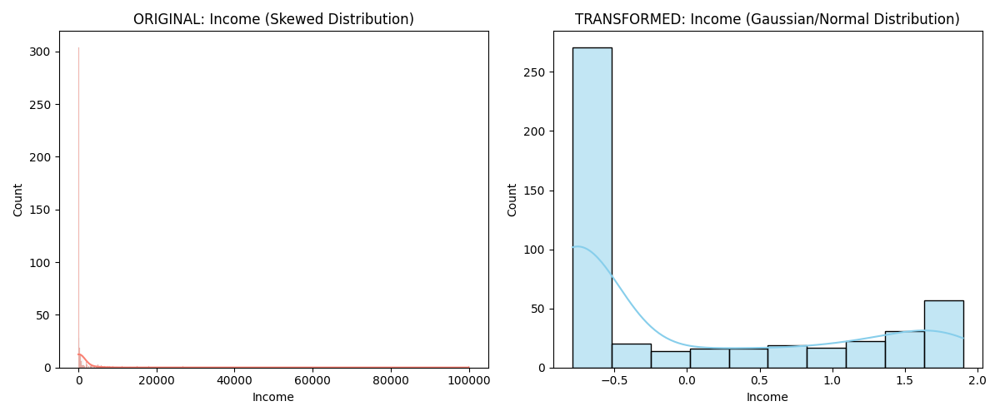 ORIGINAL: Income (Skewed Distribution)
300
250
200
150
100
50
0
Count
0 20000 40000 60000 80000 100000
Income
TRANSFORMED: Income (Gaussian/Normal Distribution)
250
200
150
100
50
0
Count
−0.5 0.0 0.5 1.0 1.5 2.0
Income